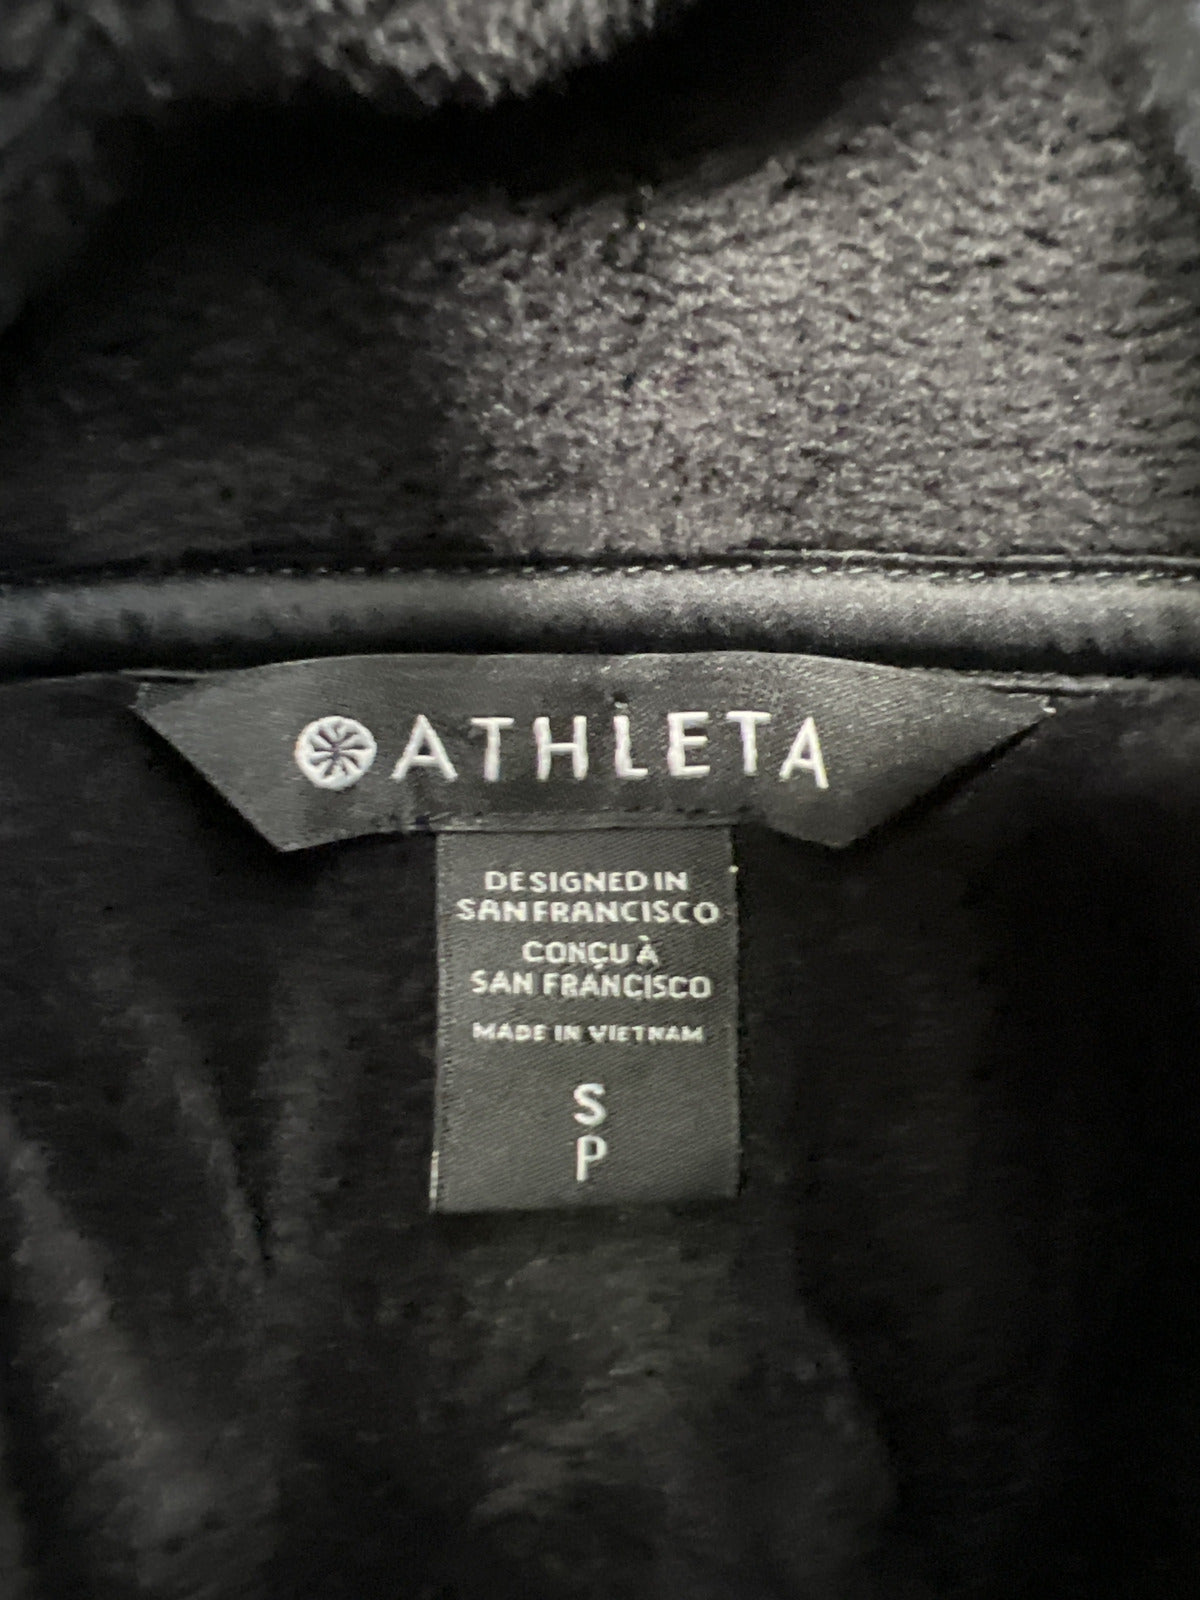 ATHLETA
DESIGNED IN
SAN FRANCISCO
CONÇU À
SAN FRANCISCO
MADE IN VIETNAM
S
P